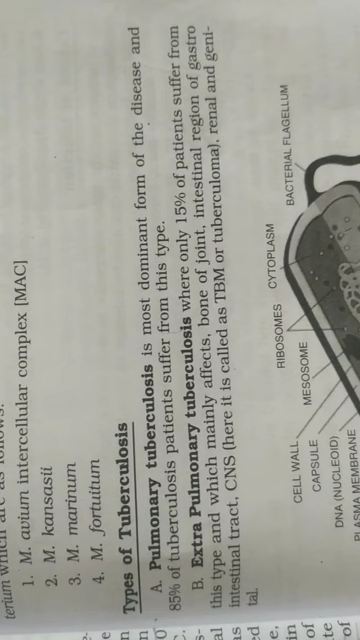 terium which are as follows:
1. M. avium intercellular complex [MAC]
2. M. kansasii
3. M. marinum
4. M. fortuitum
Types of Tuberculosis
A. Pulmonary tuberculosis is most dominant form of the disease and
85% of tuberculosis patients suffer from this type.
B. Extra Pulmonary tuberculosis where only 15% of patients suffer from
this type and which mainly affects, bone of joint, intestinal region of gastro
intestinal tract, CNS (here it is called as TBM or tuberculoma), renal and geni-
tal.
BACTERIAL FLAGELLUM
CYTOPLASM
RIBOSOMES
MESOSOME
CELL WALL
CAPSULE
DNA (NUCLEOID)
PLASMA MEMBRANE